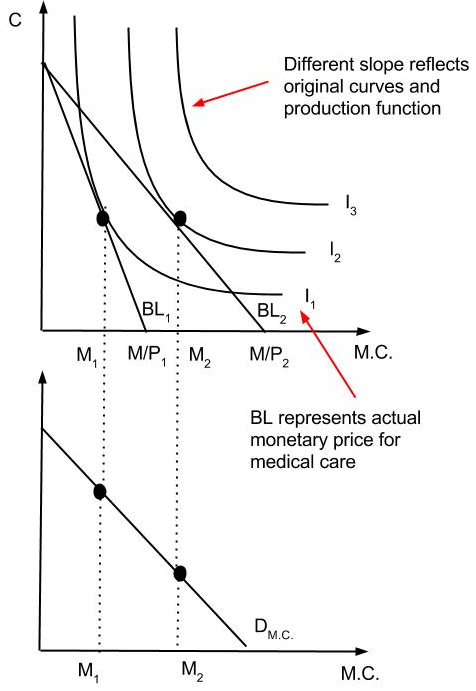 C
Different slope reflects
original curves and
production function
I3
I2
I1
BL1
BL2
M1
M/P1
M2
M/P2
M.C.
BL represents actual
monetary price for
medical care
DM.C.
M1
M2
M.C.